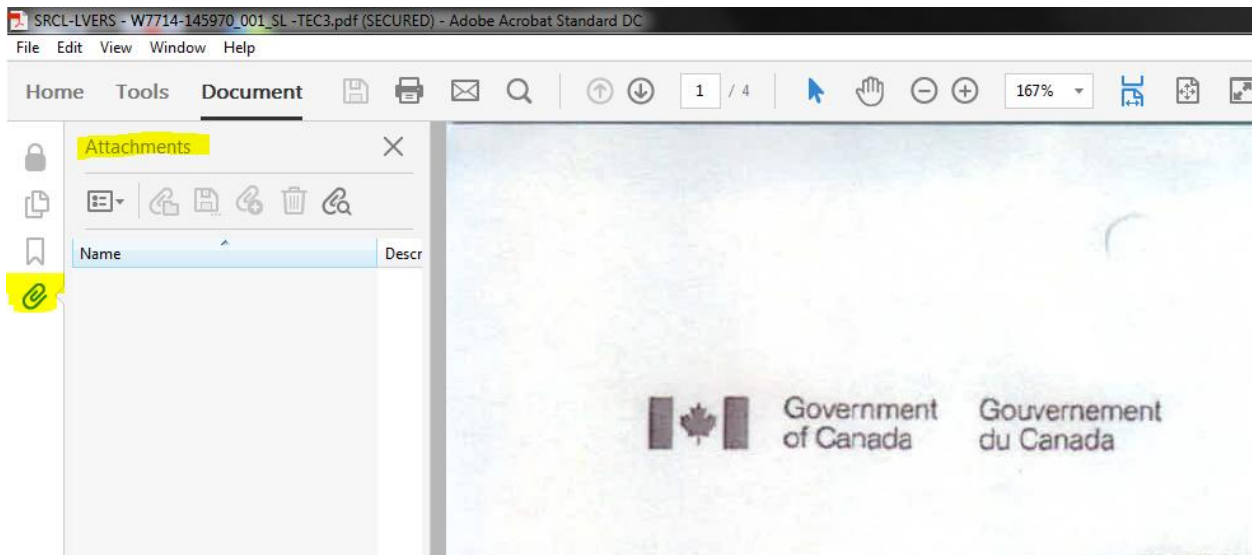 SRCL-LVERS - W7714-145970_001_SL -TEC3.pdf (SECURED) - Adobe Acrobat Standard DC
File Edit View Window Help
Home Tools Document 1 / 4 167%
Attachments
Name Descr
Government Gouvernement
of Canada du Canada